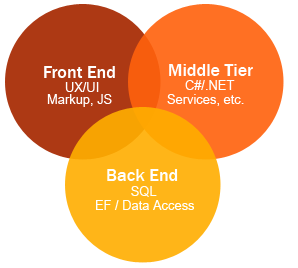 Front End
UX/UI
Markup, JS
Middle Tier
C#/.NET
Services, etc.
Back End
SQL
EF / Data Access